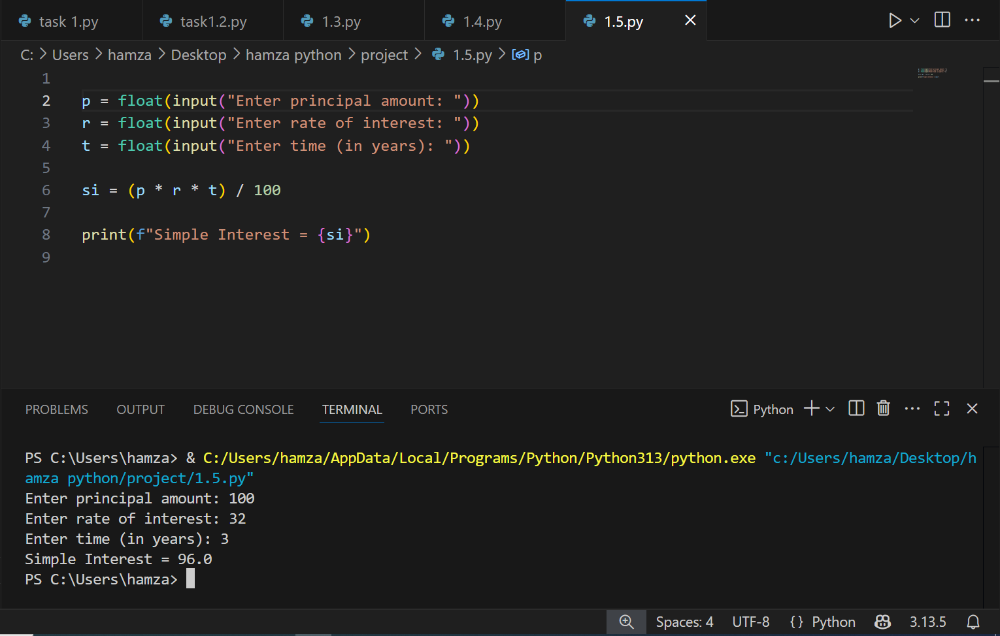 task 1.py task1.2.py 1.3.py 1.4.py 1.5.py
C: > Users > hamza > Desktop > hamza python > project > 1.5.py > p
1
2 p = float(input("Enter principal amount: "))
3 r = float(input("Enter rate of interest: "))
4 t = float(input("Enter time (in years): "))
5
6 si = (p * r * t) / 100
7
8 print(f"Simple Interest = {si}")
9
PROBLEMS OUTPUT DEBUG CONSOLE TERMINAL PORTS Python
PS C:\Users\hamza> & C:/Users/hamza/AppData/Local/Programs/Python/Python313/python.exe "c:/Users/hamza/Desktop/h
amza python/project/1.5.py"
Enter principal amount: 100
Enter rate of interest: 32
Enter time (in years): 3
Simple Interest = 96.0
PS C:\Users\hamza>
Spaces: 4 UTF-8 {} Python 3.13.5